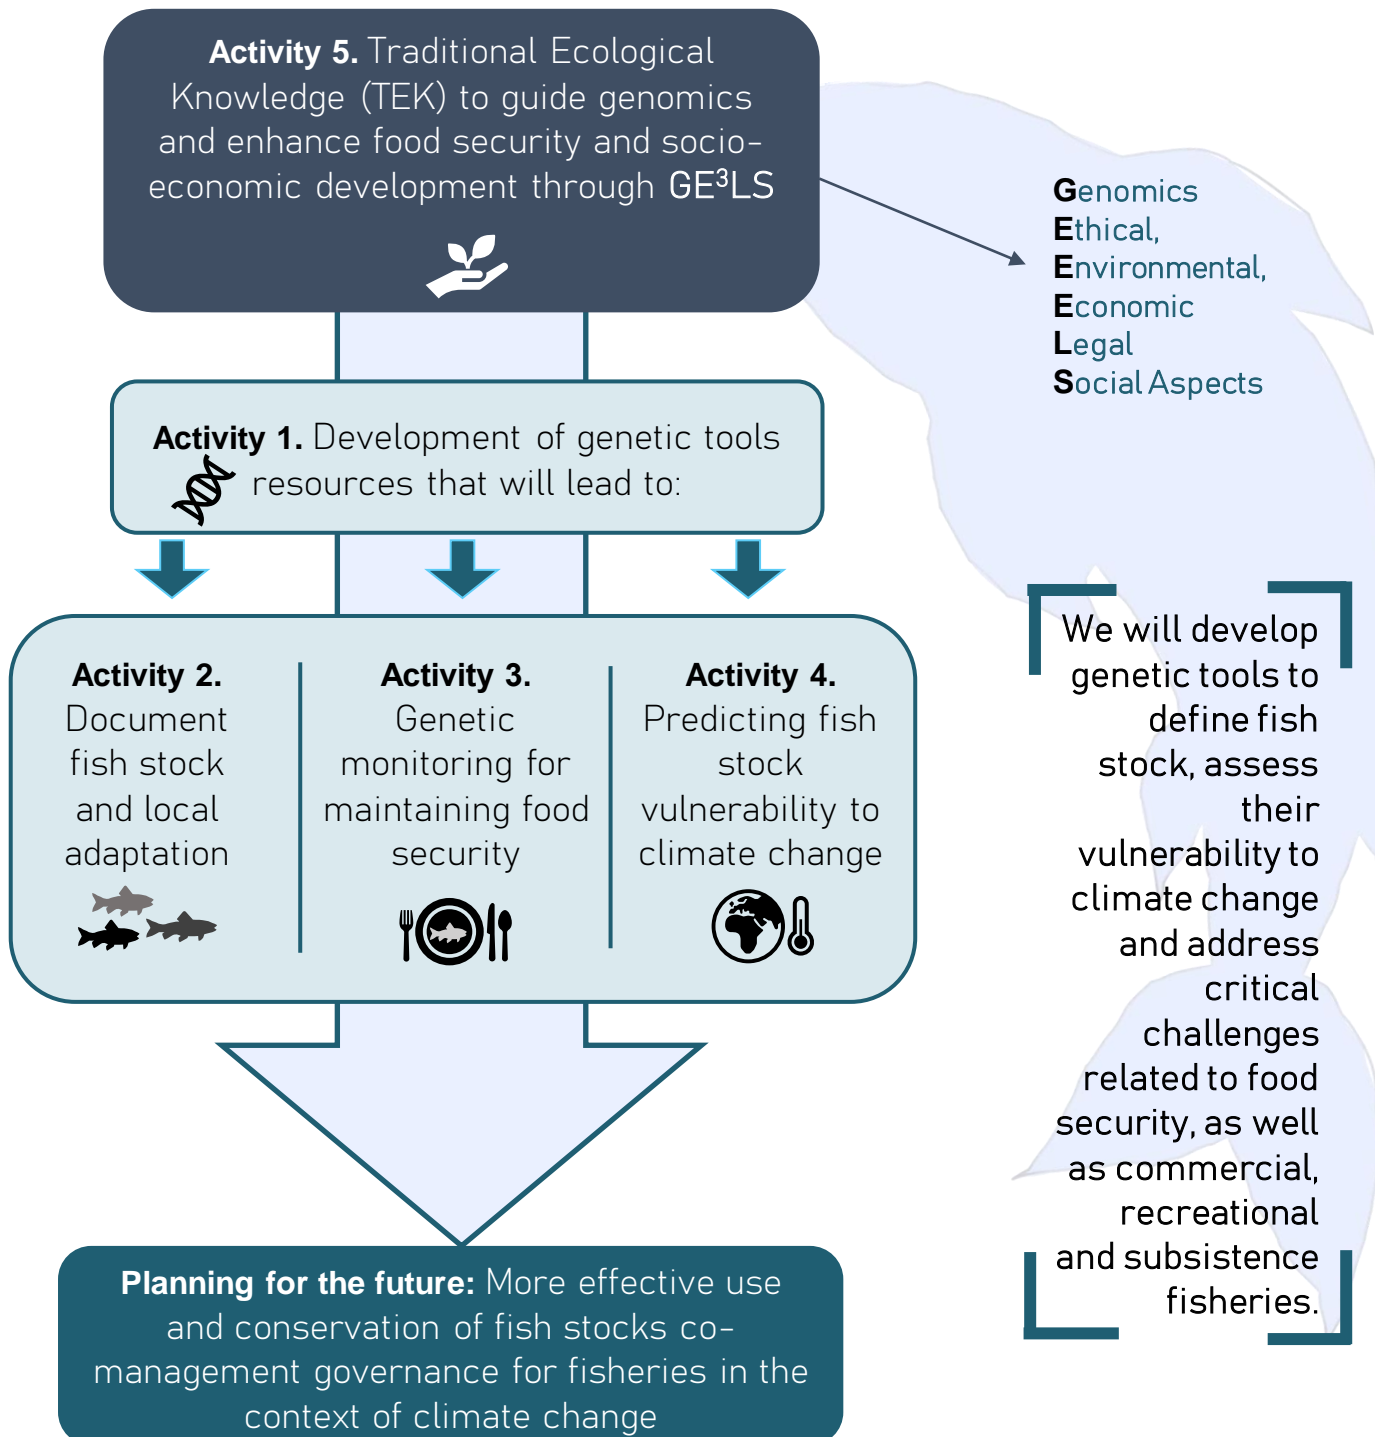 Activity 5. Traditional Ecological
Knowledge (TEK) to guide genomics
and enhance food security and socio-
economic development through GE³LS
Genomics
Ethical,
Environmental,
Economic
Legal
Social Aspects
Activity 1. Development of genetic tools
resources that will lead to:
Activity 2.
Document
fish stock
and local
adaptation
Activity 3.
Genetic
monitoring for
maintaining food
security
Activity 4.
Predicting fish
stock
vulnerability to
climate change
We will develop
genetic tools to
define fish
stock, assess
their
vulnerability to
climate change
and address
critical
challenges
related to food
security, as well
as commercial,
recreational
and subsistence
fisheries.
Planning for the future: More effective use
and conservation of fish stocks co-
management governance for fisheries in the
context of climate change